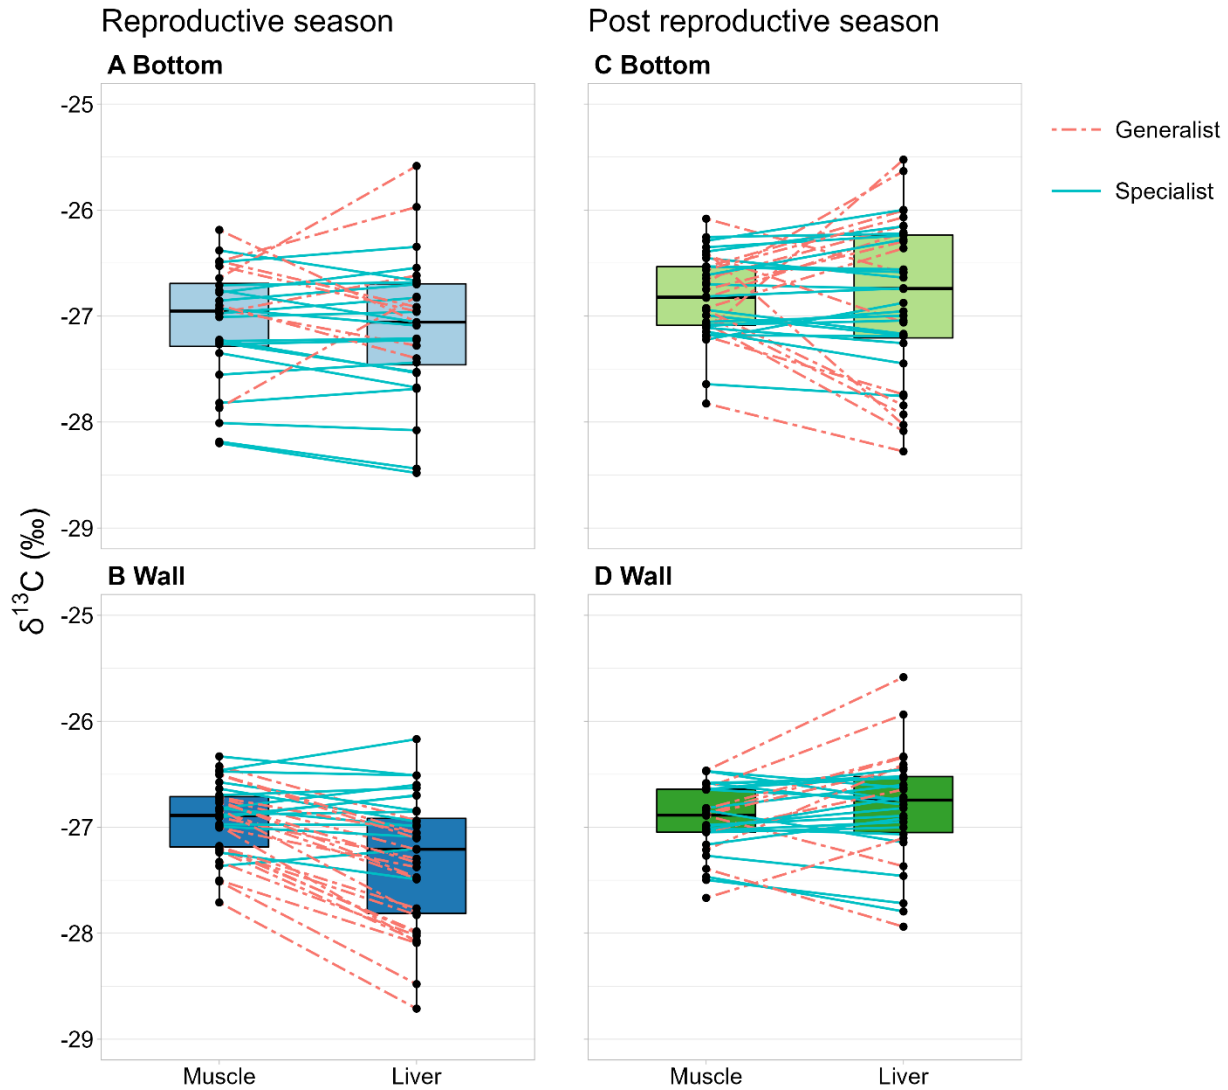 Reproductive season
Post reproductive season
A Bottom
C Bottom
-25
-26
-27
-28
-29
Generalist
Specialist
δ¹³C (‰)
B Wall
D Wall
-25
-26
-27
-28
-29
Muscle
Liver
Muscle
Liver